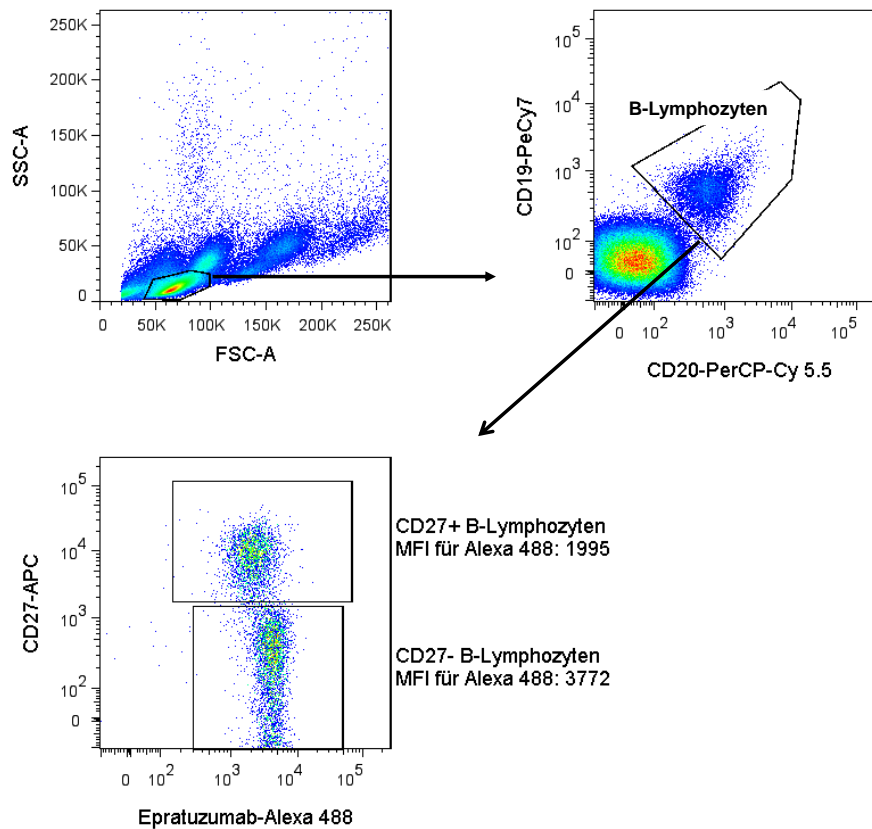 250K
200K
150K
100K
50K
0
SSC-A
0 50K 100K 150K 200K 250K
FSC-A
10^5
10^4
10^3
10^2
0
CD19-PeCy7
B-Lymphozyten
0 10^2 10^3 10^4 10^5
CD20-PerCP-Cy 5.5
10^5
10^4
10^3
10^2
0
CD27-APC
CD27+ B-Lymphozyten
MFI für Alexa 488: 1995
CD27- B-Lymphozyten
MFI für Alexa 488: 3772
0 10^3 10^4 10^5
Epratuzumab-Alexa 488